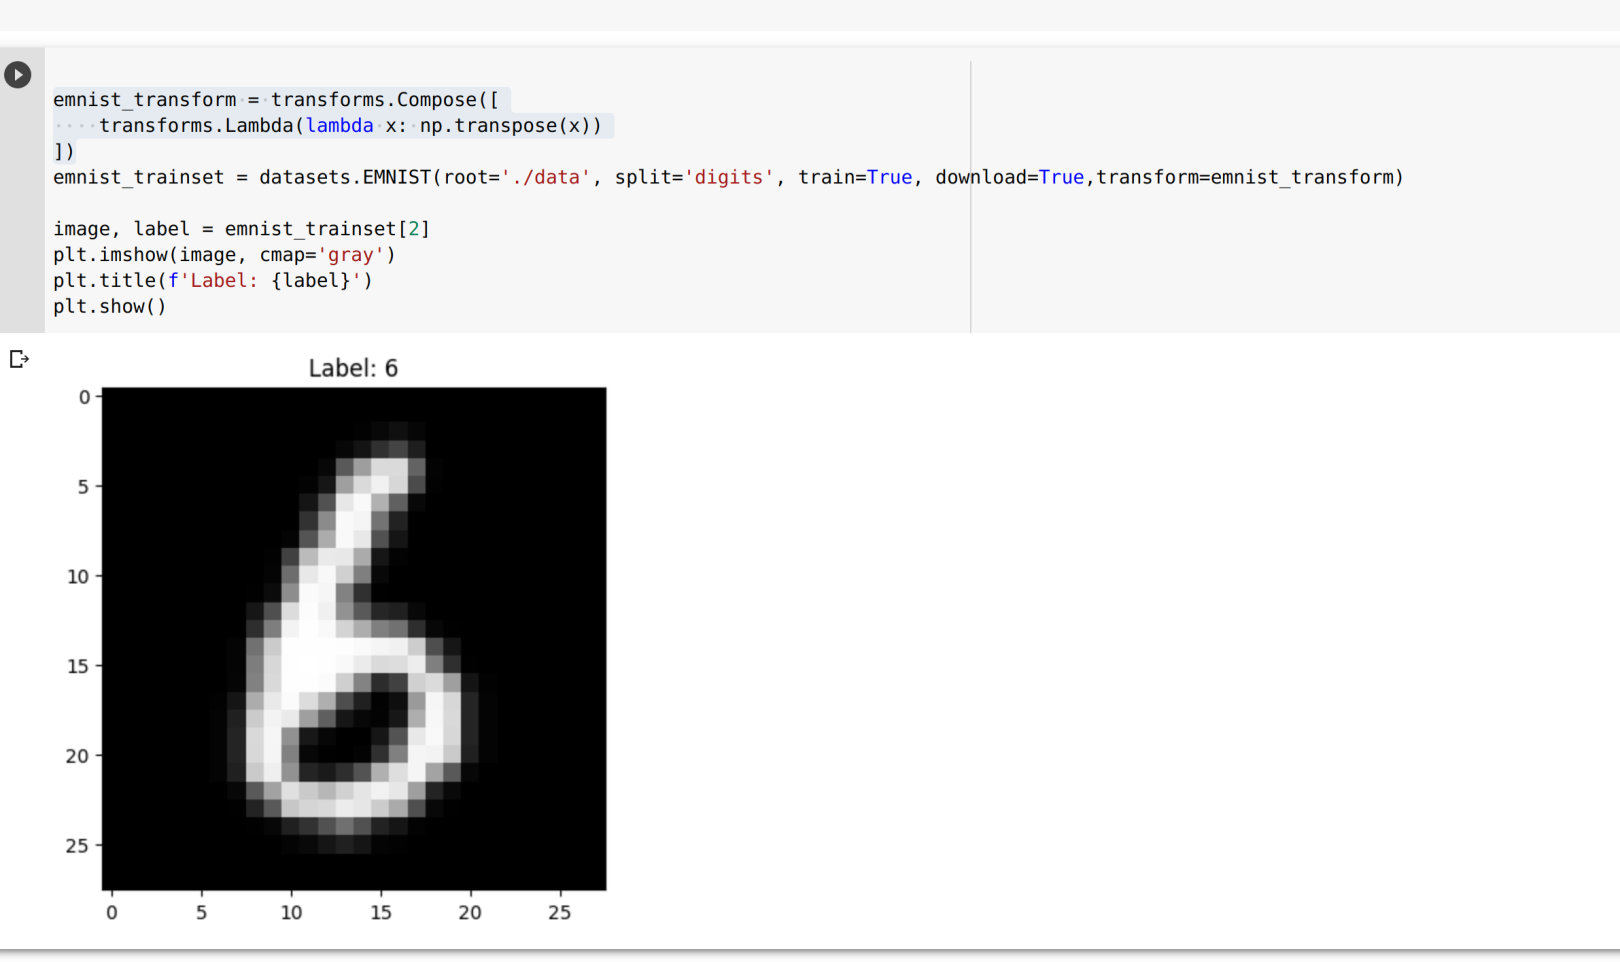 emnist_transform = transforms.Compose([
    transforms.Lambda(lambda x: np.transpose(x))
])
emnist_trainset = datasets.EMNIST(root='./data', split='digits', train=True, download=True,transform=emnist_transform)
image, label = emnist_trainset[2]
plt.imshow(image, cmap='gray')
plt.title(f'Label: {label}')
plt.show()
Label: 6
0
5
10
15
20
25
0 5 10 15 20 25